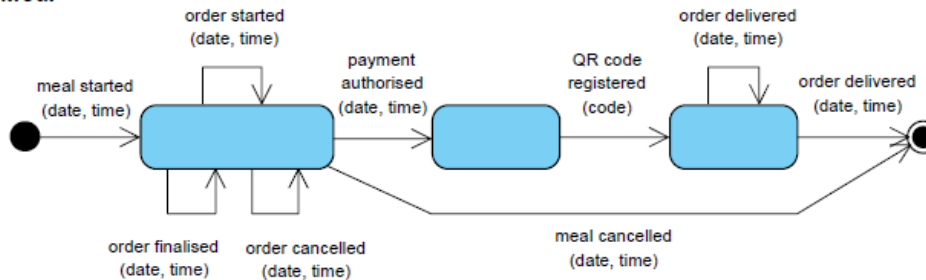 order started
(date, time)
order delivered
(date, time)
payment
authorised
(date, time)
QR code
registered
(code)
meal started
(date, time)
order delivered
(date, time)
order finalised
(date, time)
order cancelled
(date, time)
meal cancelled
(date, time)